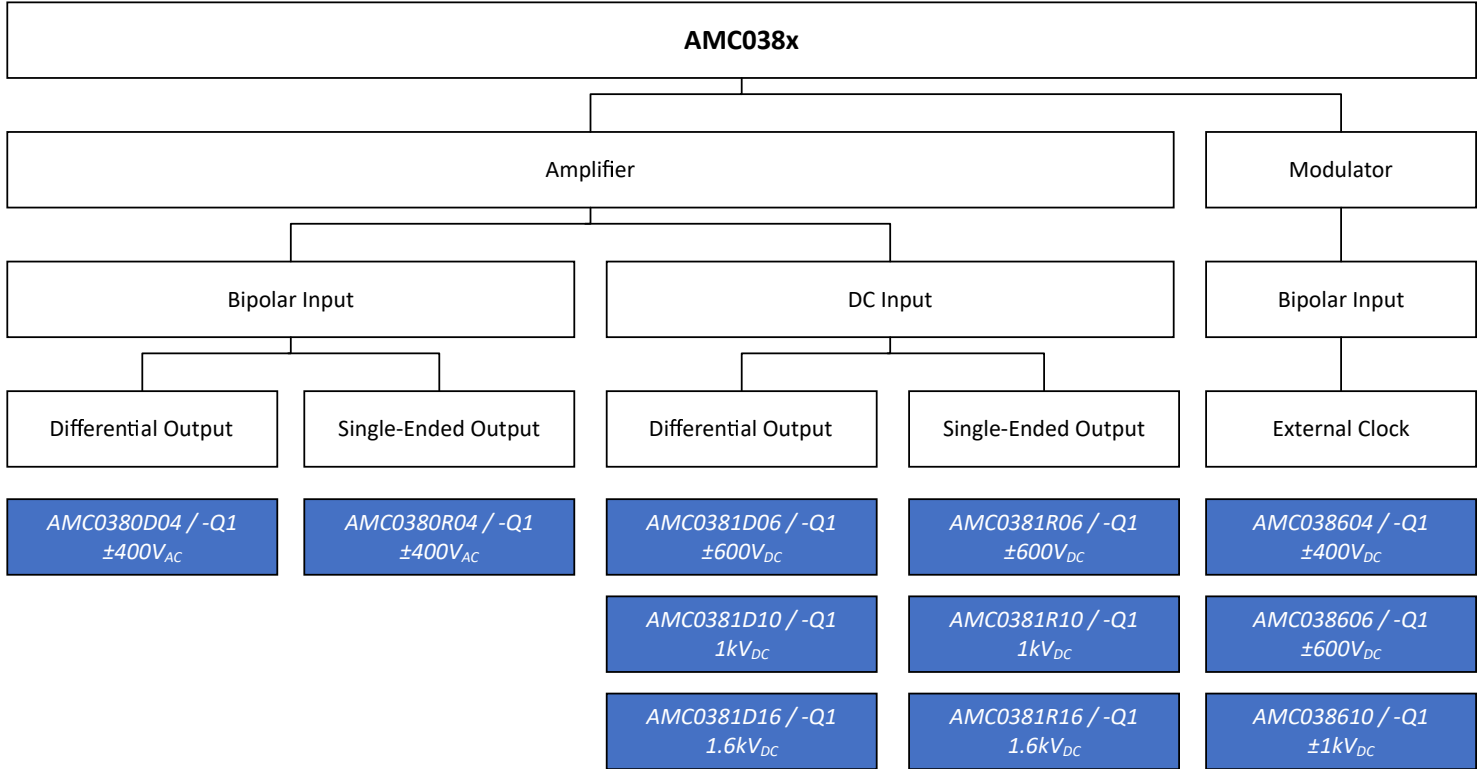 AMC038x
Amplifier
Modulator
Bipolar Input
DC Input
Bipolar Input
Differential Output
Single-Ended Output
Differential Output
Single-Ended Output
External Clock
AMC0380D04 / -Q1
±400VAC
AMC0380R04 / -Q1
±400VAC
AMC0381D06 / -Q1
±600VDC
AMC0381R06 / -Q1
±600VDC
AMC038604 / -Q1
±400VDC
AMC0381D10 / -Q1
1kVDC
AMC0381R10 / -Q1
1kVDC
AMC038606 / -Q1
±600VDC
AMC0381D16 / -Q1
1.6kVDC
AMC0381R16 / -Q1
1.6kVDC
AMC038610 / -Q1
±1kVDC